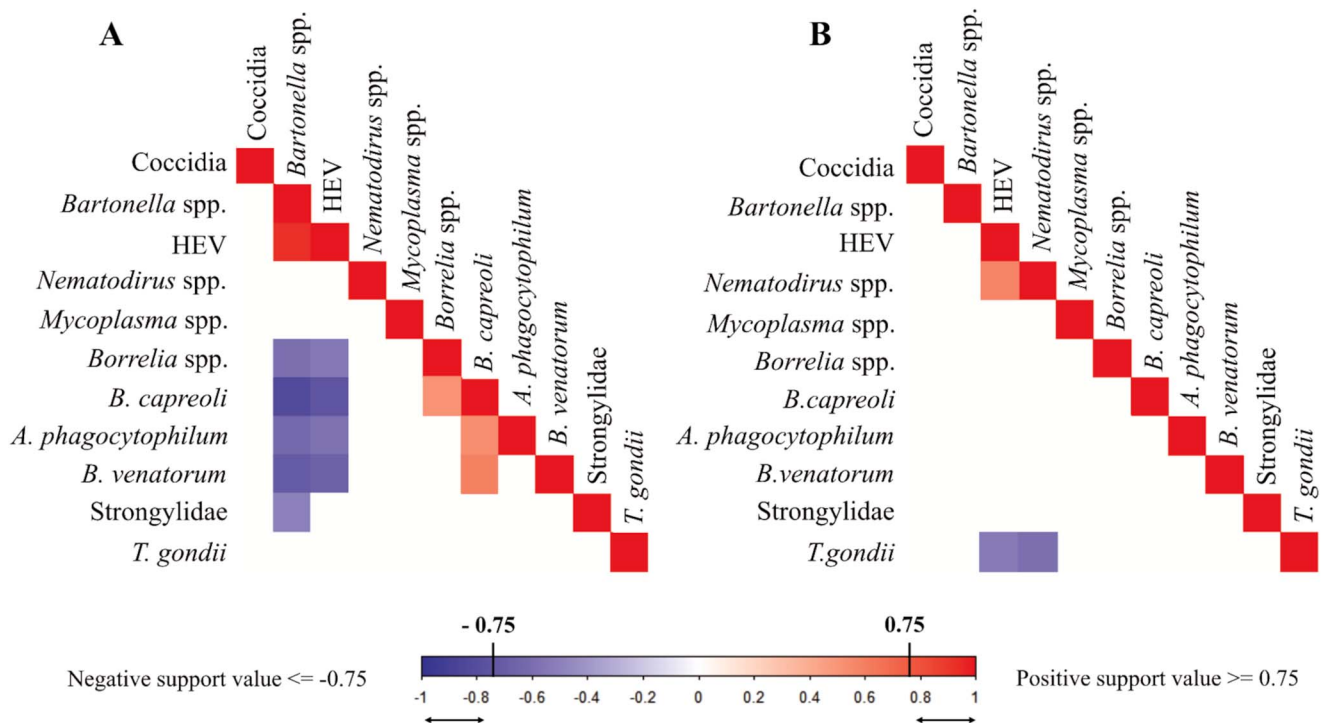 A
Coccidia
Bartonella spp.
HEV
Nematodirus spp.
Mycoplasma spp.
Borrelia spp.
B. capreoli
A. phagocytophilum
B. venatorum
Strongylidae
T. gondii
Coccidia
Bartonella spp.
HEV
Nematodirus spp.
Mycoplasma spp.
Borrelia spp.
B. capreoli
A. phagocytophilum
B. venatorum
Strongylidae
T. gondii
B
Coccidia
Bartonella spp.
HEV
Nematodirus spp.
Mycoplasma spp.
Borrelia spp.
B. capreoli
A. phagocytophilum
B. venatorum
Strongylidae
T. gondii
Coccidia
Bartonella spp.
HEV
Nematodirus spp.
Mycoplasma spp.
Borrelia spp.
B.capreoli
A. phagocytophilum
B.venatorum
Strongylidae
T.gondii
- 0.75 0.75
Negative support value <= -0.75
-1 -0.8 -0.6 -0.4 -0.2 0 0.2 0.4 0.6 0.8 1
Positive support value >= 0.75